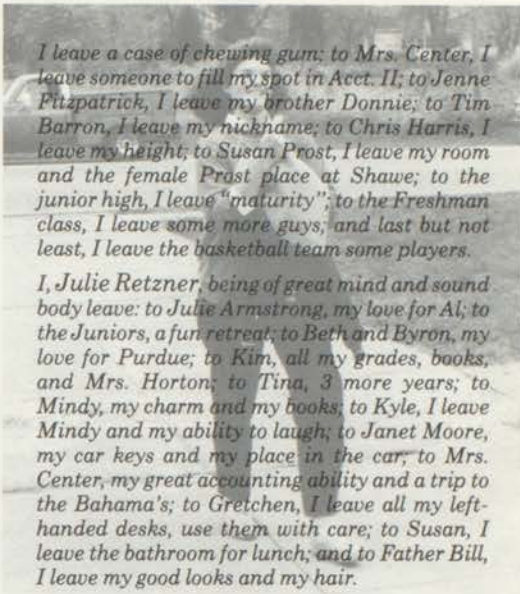 I leave a case of chewing gum; to Mrs. Center, I
leave someone to fill my spot in Acct. II; to Jenne
Fitzpatrick, I leave my brother Donnie; to Tim
Barron, I leave my nickname; to Chris Harris, I
leave my height; to Susan Prost, I leave my room
and the female Prost place at Shawe; to the
junior high, I leave "maturity"; to the Freshman
class, I leave some more guys; and last but not
least, I leave the basketball team some players.
I, Julie Retzner, being of great mind and sound
body leave: to Julie Armstrong, my love for Al; to
the Juniors, a fun retreat; to Beth and Byron, my
love for Purdue; to Kim, all my grades, books,
and Mrs. Horton; to Tina, 3 more years; to
Mindy, my charm and my books; to Kyle, I leave
Mindy and my ability to laugh; to Janet Moore,
my car keys and my place in the car; to Mrs.
Center, my great accounting ability and a trip to
the Bahama's; to Gretchen, I leave all my left-
handed desks, use them with care; to Susan, I
leave the bathroom for lunch; and to Father Bill,
I leave my good looks and my hair.